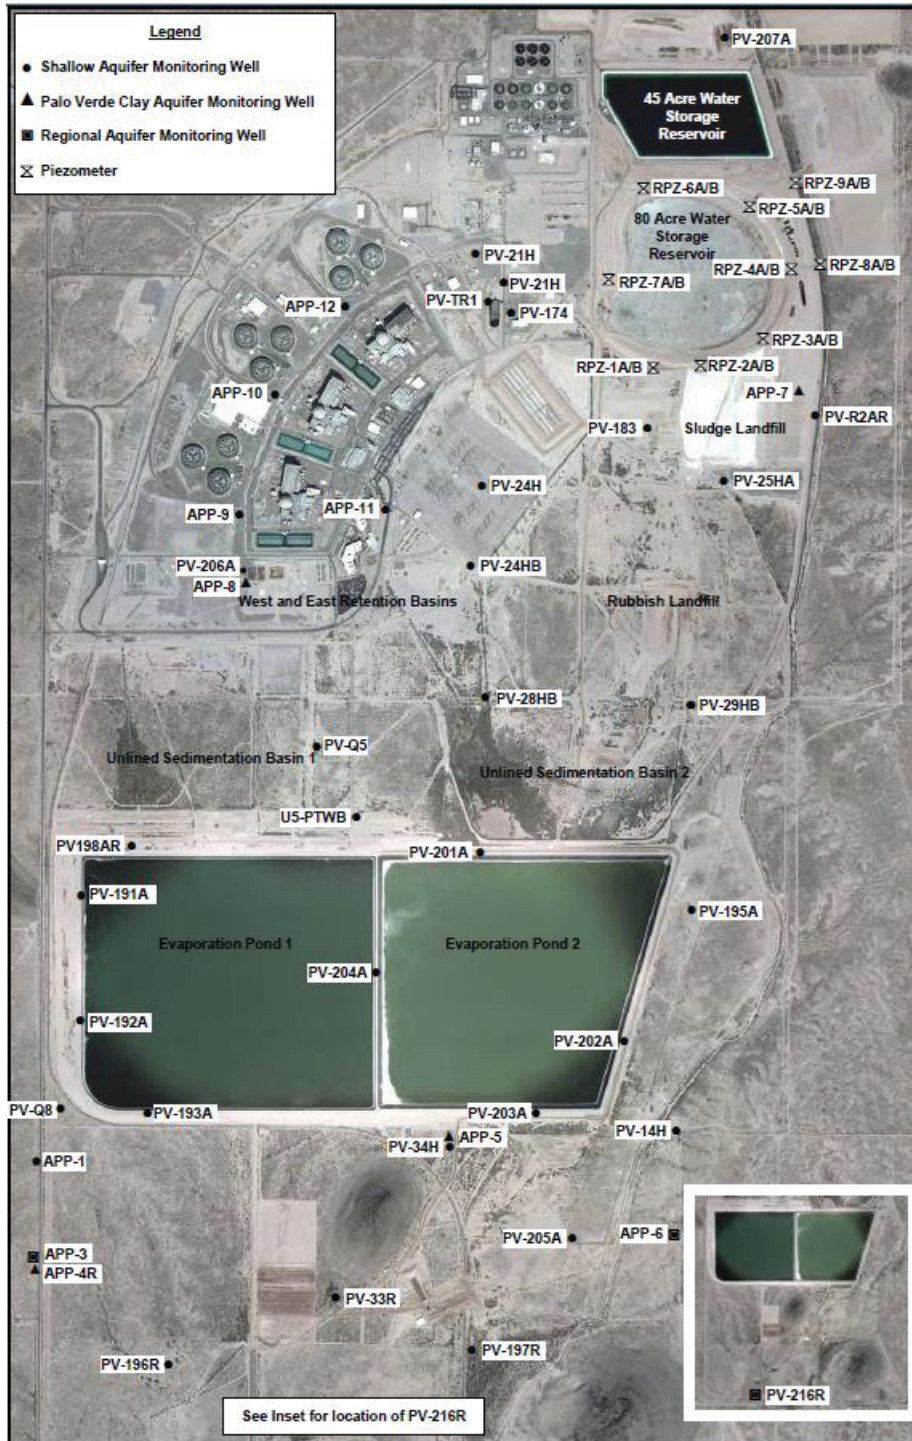 Legend
Shallow Aquifer Monitoring Well
Palo Verde Clay Aquifer Monitoring Well
Regional Aquifer Monitoring Well
Piezometer
PV-207A
45 Acre Water
Storage
Reservoir
RPZ-9A/B
RPZ-6A/B
RPZ-5A/B
80 Acre Water
Storage
Reservoir
PV-21H
RPZ-8A/B
RPZ-4A/B
RPZ-7A/B
PV-21H
PV-TR1
APP-12
PV-174
RPZ-3A/B
RPZ-1A/B
RPZ-2A/B
APP-10
APP-7
PV-R2AR
PV-183
Sludge Landfill
PV-24H
PV-25HA
APP-9
APP-11
PV-206A
PV-24HB
APP-8
West and East Retention Basins
Rubbish Landfill
PV-28HB
PV-29HB
PV-Q5
Unlined Sedimentation Basin 1
Unlined Sedimentation Basin 2
U5-PTWB
PV198AR
PV-201A
PV-191A
PV-195A
Evaporation Pond 1
Evaporation Pond 2
PV-204A
PV-192A
PV-202A
PV-Q8
PV-193A
PV-203A
PV-14H
APP-5
PV-34H
APP-1
PV-205A
APP-6
APP-3
APP-4R
PV-33R
PV-197R
PV-196R
PV-216R
See Inset for location of PV-216R